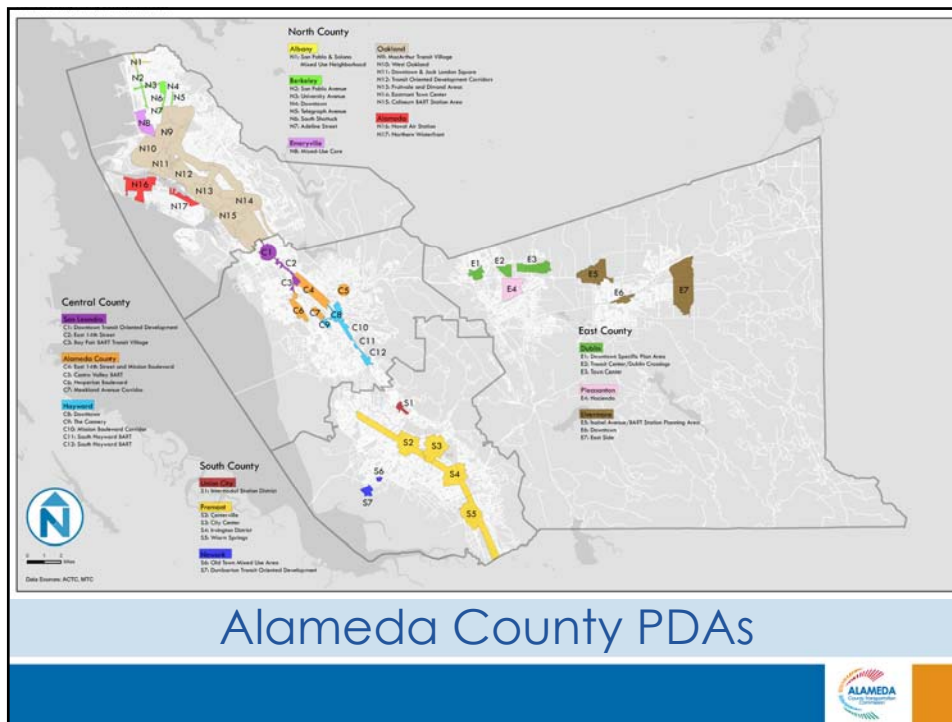 North County
Albany
N1: San Pablo & Solano
Mixed Use Neighborhood
Berkeley
N2: San Pablo Avenue
N3: University Avenue
N4: Downtown
N5: Telegraph Avenue
N6: South Shattuck
N7: Adeline Street
Emeryville
N8: Mixed-Use Core
Oakland
N9: MacArthur Transit Village
N10: West Oakland
N11: Downtown & Jack London Square
N12: Transit Oriented Development Corridors
N13: Fruitvale and Dimond Areas
N14: Eastmont Town Center
N15: Coliseum BART Station Area
Alameda
N16: Naval Air Station
N17: Northern Waterfront
N1
N2
N3
N4
N6
N5
N7
N8
N9
N10
N11
N12
N16
N13
N14
N17
N15
C1
C2
C3
C4
C5
C6
C7
C8
C9
C10
C11
C12
E1
E2
E3
E4
E5
E6
E7
S1
S2
S3
S4
S5
S6
S7
Central County
San Leandro
C1: Downtown Transit Oriented Development
C2: East 14th Street
C3: Bay Fair BART Transit Village
Alameda County
C4: East 14th Street and Mission Boulevard
C5: Castro Valley BART
C6: Hesperian Boulevard
C7: Meekland Avenue Corridor
Hayward
C8: Downtown
C9: The Cannery
C10: Mission Boulevard Corridor
C11: South Hayward BART
C12: South Hayward BART
East County
Dublin
E1: Downtown Specific Plan Area
E2: Transit Center/Dublin Crossings
E3: Town Center
Pleasanton
E4: Hacienda
Livermore
E5: Isabel Avenue/BART Station Planning Area
E6: Downtown
E7: East Side
South County
Union City
S1: Intermodal Station District
Fremont
S2: Centerville
S3: City Center
S4: Irvington District
S5: Warm Springs
Newark
S6: Old Town Mixed Use Area
S7: Dumbarton Transit Oriented Development
N
0 1 2
Miles
Data Sources: ACTC, MTC
Alameda County PDAs
ALAMEDA
County Transportation
Commission